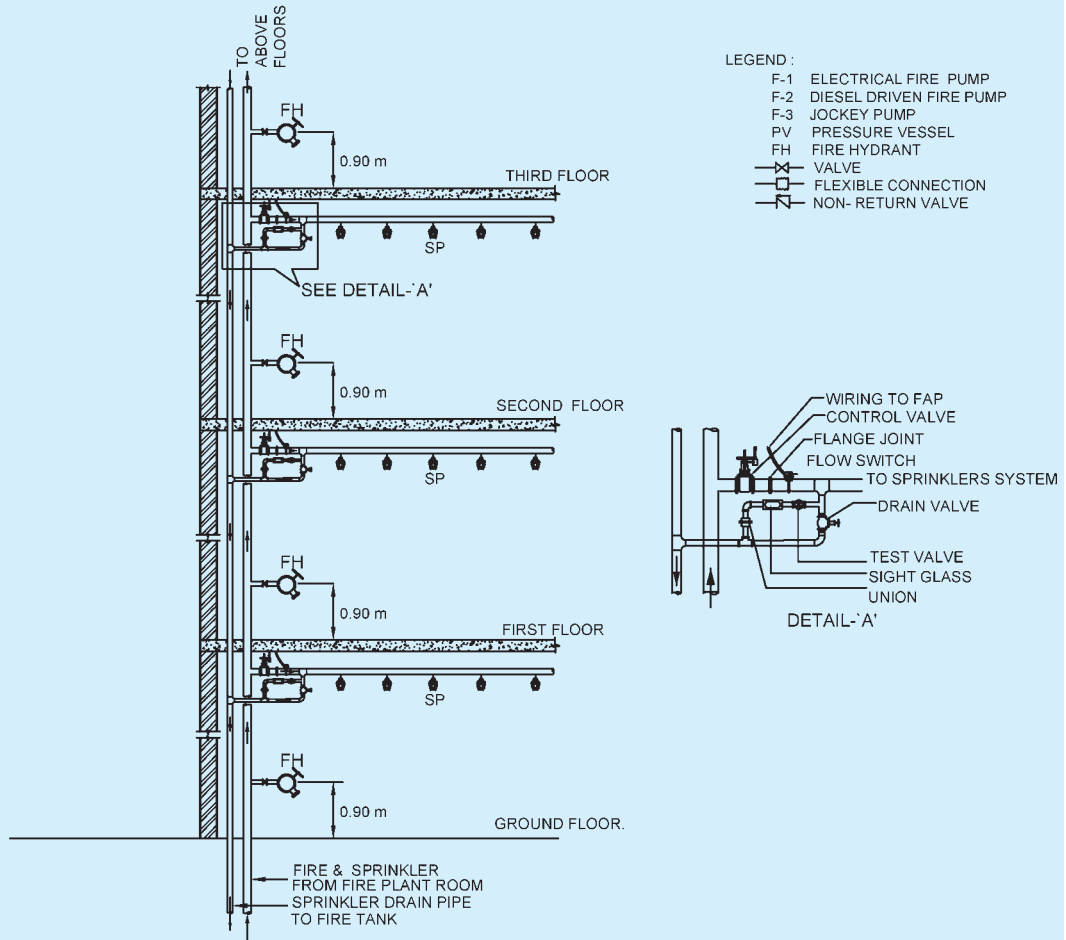 TO
ABOVE
FLOORS
FH
0.90 m
THIRD FLOOR
SP
SEE DETAIL-`A'
FH
0.90 m
SECOND FLOOR
SP
FH
0.90 m
FIRST FLOOR
SP
FH
0.90 m
GROUND FLOOR.
FIRE & SPRINKLER
FROM FIRE PLANT ROOM
SPRINKLER DRAIN PIPE
TO FIRE TANK
LEGEND :
F-1 ELECTRICAL FIRE PUMP
F-2 DIESEL DRIVEN FIRE PUMP
F-3 JOCKEY PUMP
PV PRESSURE VESSEL
FH FIRE HYDRANT
VALVE
FLEXIBLE CONNECTION
NON- RETURN VALVE
WIRING TO FAP
CONTROL VALVE
FLANGE JOINT
FLOW SWITCH
TO SPRINKLERS SYSTEM
DRAIN VALVE
TEST VALVE
SIGHT GLASS
UNION
DETAIL-`A'